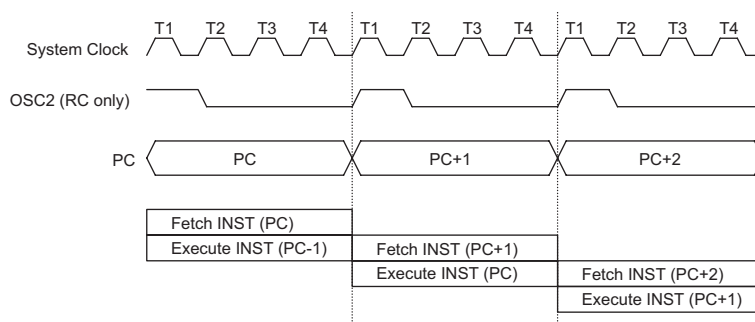 T1 T2 T3 T4 T1 T2 T3 T4 T1 T2 T3 T4
System Clock
OSC2 (RC only)
PC PC PC+1 PC+2
Fetch INST (PC)
Execute INST (PC-1) Fetch INST (PC+1)
Execute INST (PC) Fetch INST (PC+2)
Execute INST (PC+1)